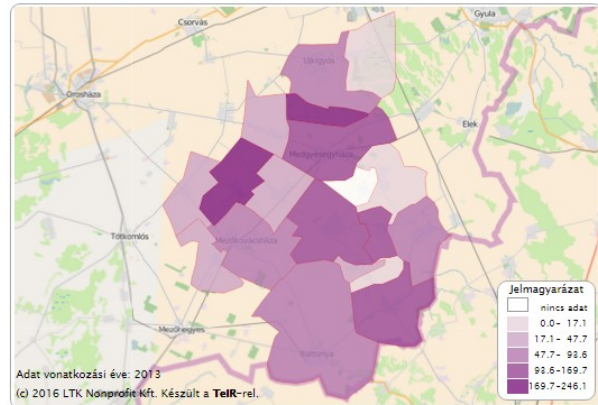 Csorvás
Gyula
Újkígyós
Orosháza
Elek
Medgyesegyháza
Tótkomlós
Mezőkovácsháza
Mezőhegyes
Battonya
Jelmagyarázat
nincs adat
0.0- 17.1
17.1- 47.7
47.7- 93.6
93.6-169.7
169.7-246.1
Adat vonatkozási éve: 2013
(c) 2016 LTK Nonprofit Kft. Készült a TeIR-rel.